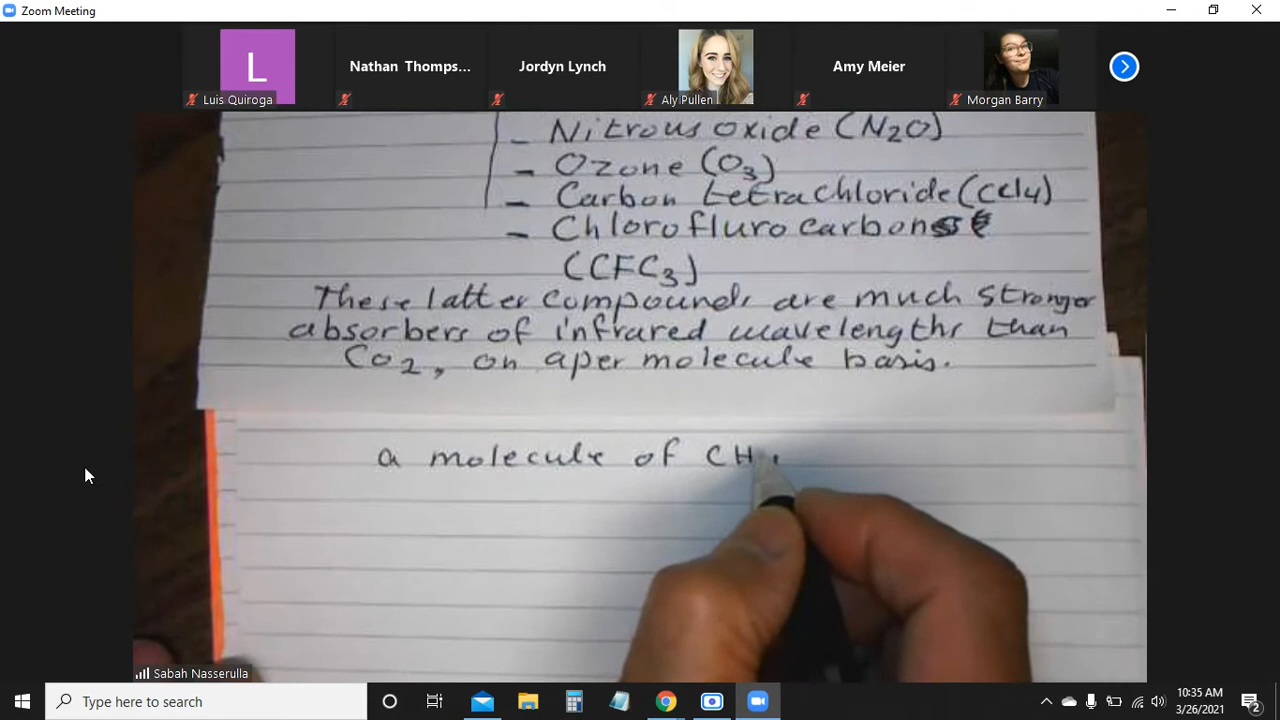 Zoom Meeting
L
Nathan Thomps...
Jordyn Lynch
Amy Meier
Luis Quiroga
Aly Pullen
Morgan Barry
- Nitrous oxide (N2O)
- Ozone (O3)
- Carbon tetrachloride (CCl4)
- Chlorofluro carbons
(CFC3)
These latter compounds are much stronger
absorbers of infrared wavelengths than
CO2, on aper molecule basis.
a molecule of CH
Sabah Nasserulla
Type here to search
10:35 AM
3/26/2021
2